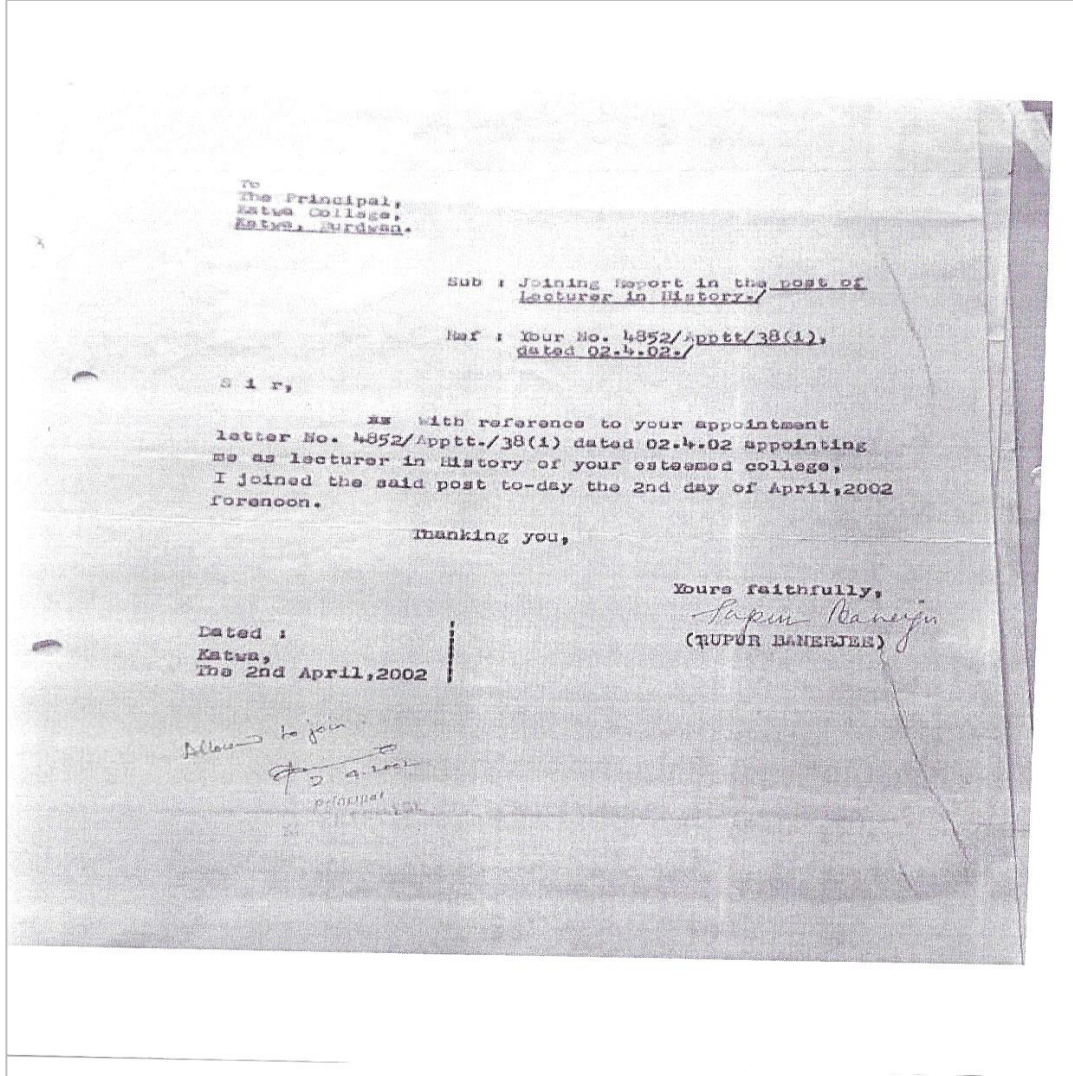 To
The Principal,
Katwa College,
Katwa, Burdwan.
Sub : Joining Report in the post of
Lecturer in History./
Ref : Your No. 4852/Apptt/38(1),
dated 02.4.02./
S i r,
With reference to your appointment
letter No. 4852/Apptt./38(1) dated 02.4.02 appointing
me as lecturer in History of your esteemed college,
I joined the said post to-day the 2nd day of April,2002
forenoon.
Thanking you,
Yours faithfully,
(RUPUR BANERJEE)
Dated :
Katwa,
The 2nd April,2002
Allowed to join.
2.4.2002
Principal